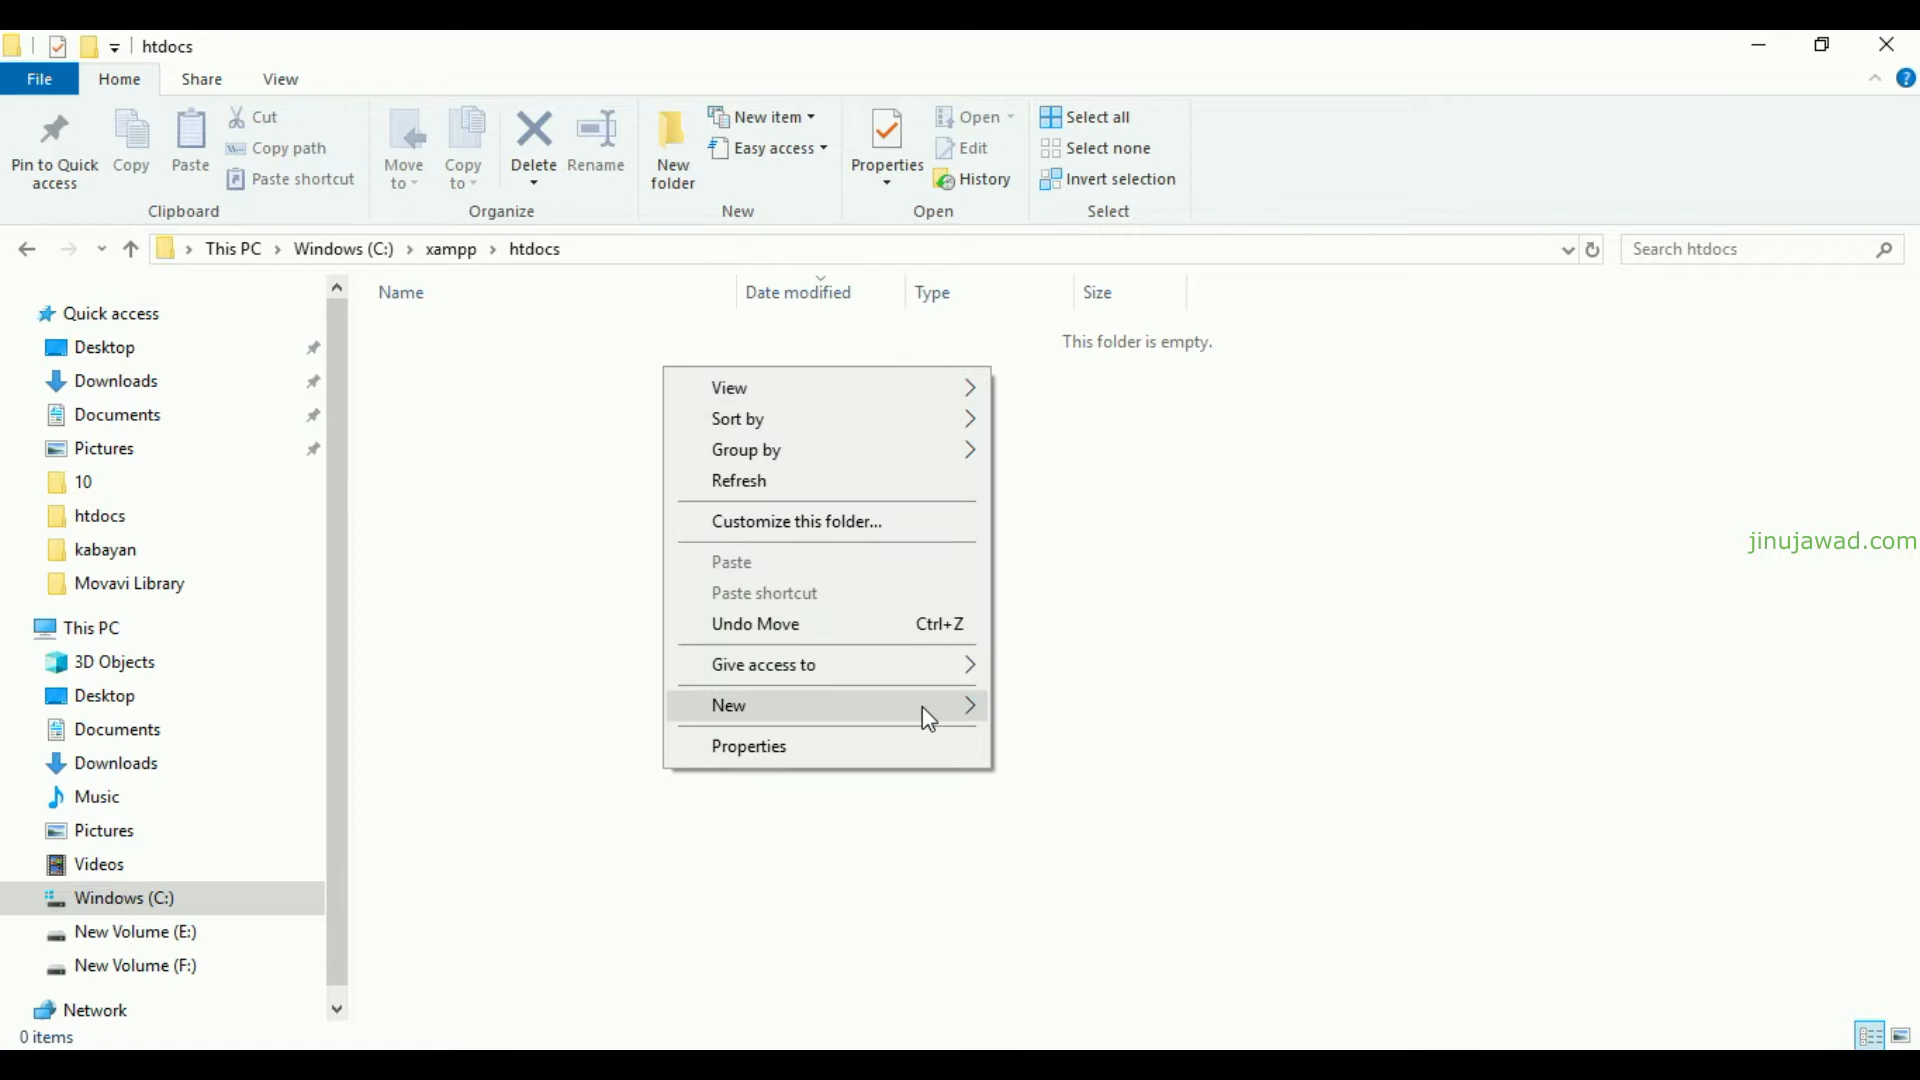 htdocs
File Home Share View
Pin to Quick access
Copy
Paste
Cut
Copy path
Paste shortcut
Clipboard
Move to
Copy to
Delete
Rename
Organize
New folder
New item
Easy access
New
Properties
Open
Edit
History
Open
Select all
Select none
Invert selection
Select
This PC > Windows (C:) > xampp > htdocs
Search htdocs
Name Date modified Type Size
This folder is empty.
Quick access
Desktop
Downloads
Documents
Pictures
10
htdocs
kabayan
Movavi Library
This PC
3D Objects
Desktop
Documents
Downloads
Music
Pictures
Videos
Windows (C:)
New Volume (E:)
New Volume (F:)
Network
View
Sort by
Group by
Refresh
Customize this folder...
Paste
Paste shortcut
Undo Move Ctrl+Z
Give access to
New
Properties
jinujawad.com
0 items